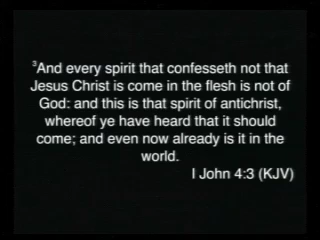 ³And every spirit that confesseth not that
Jesus Christ is come in the flesh is not of
God: and this is that spirit of antichrist,
whereof ye have heard that it should
come; and even now already is it in the
world.
I John 4:3 (KJV)